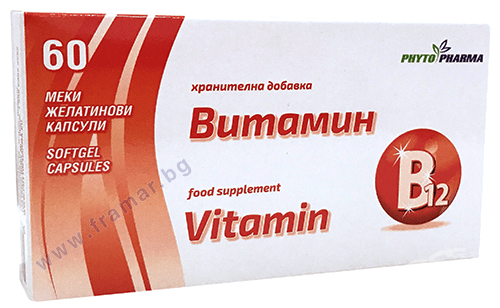 60
МЕКИ
ЖЕЛАТИНОВИ
КАПСУЛИ
SOFTGEL
CAPSULES
PHYTO PHARMA
хранителна добавка
Витамин
B12
food supplement
Vitamin
www.framar.bg